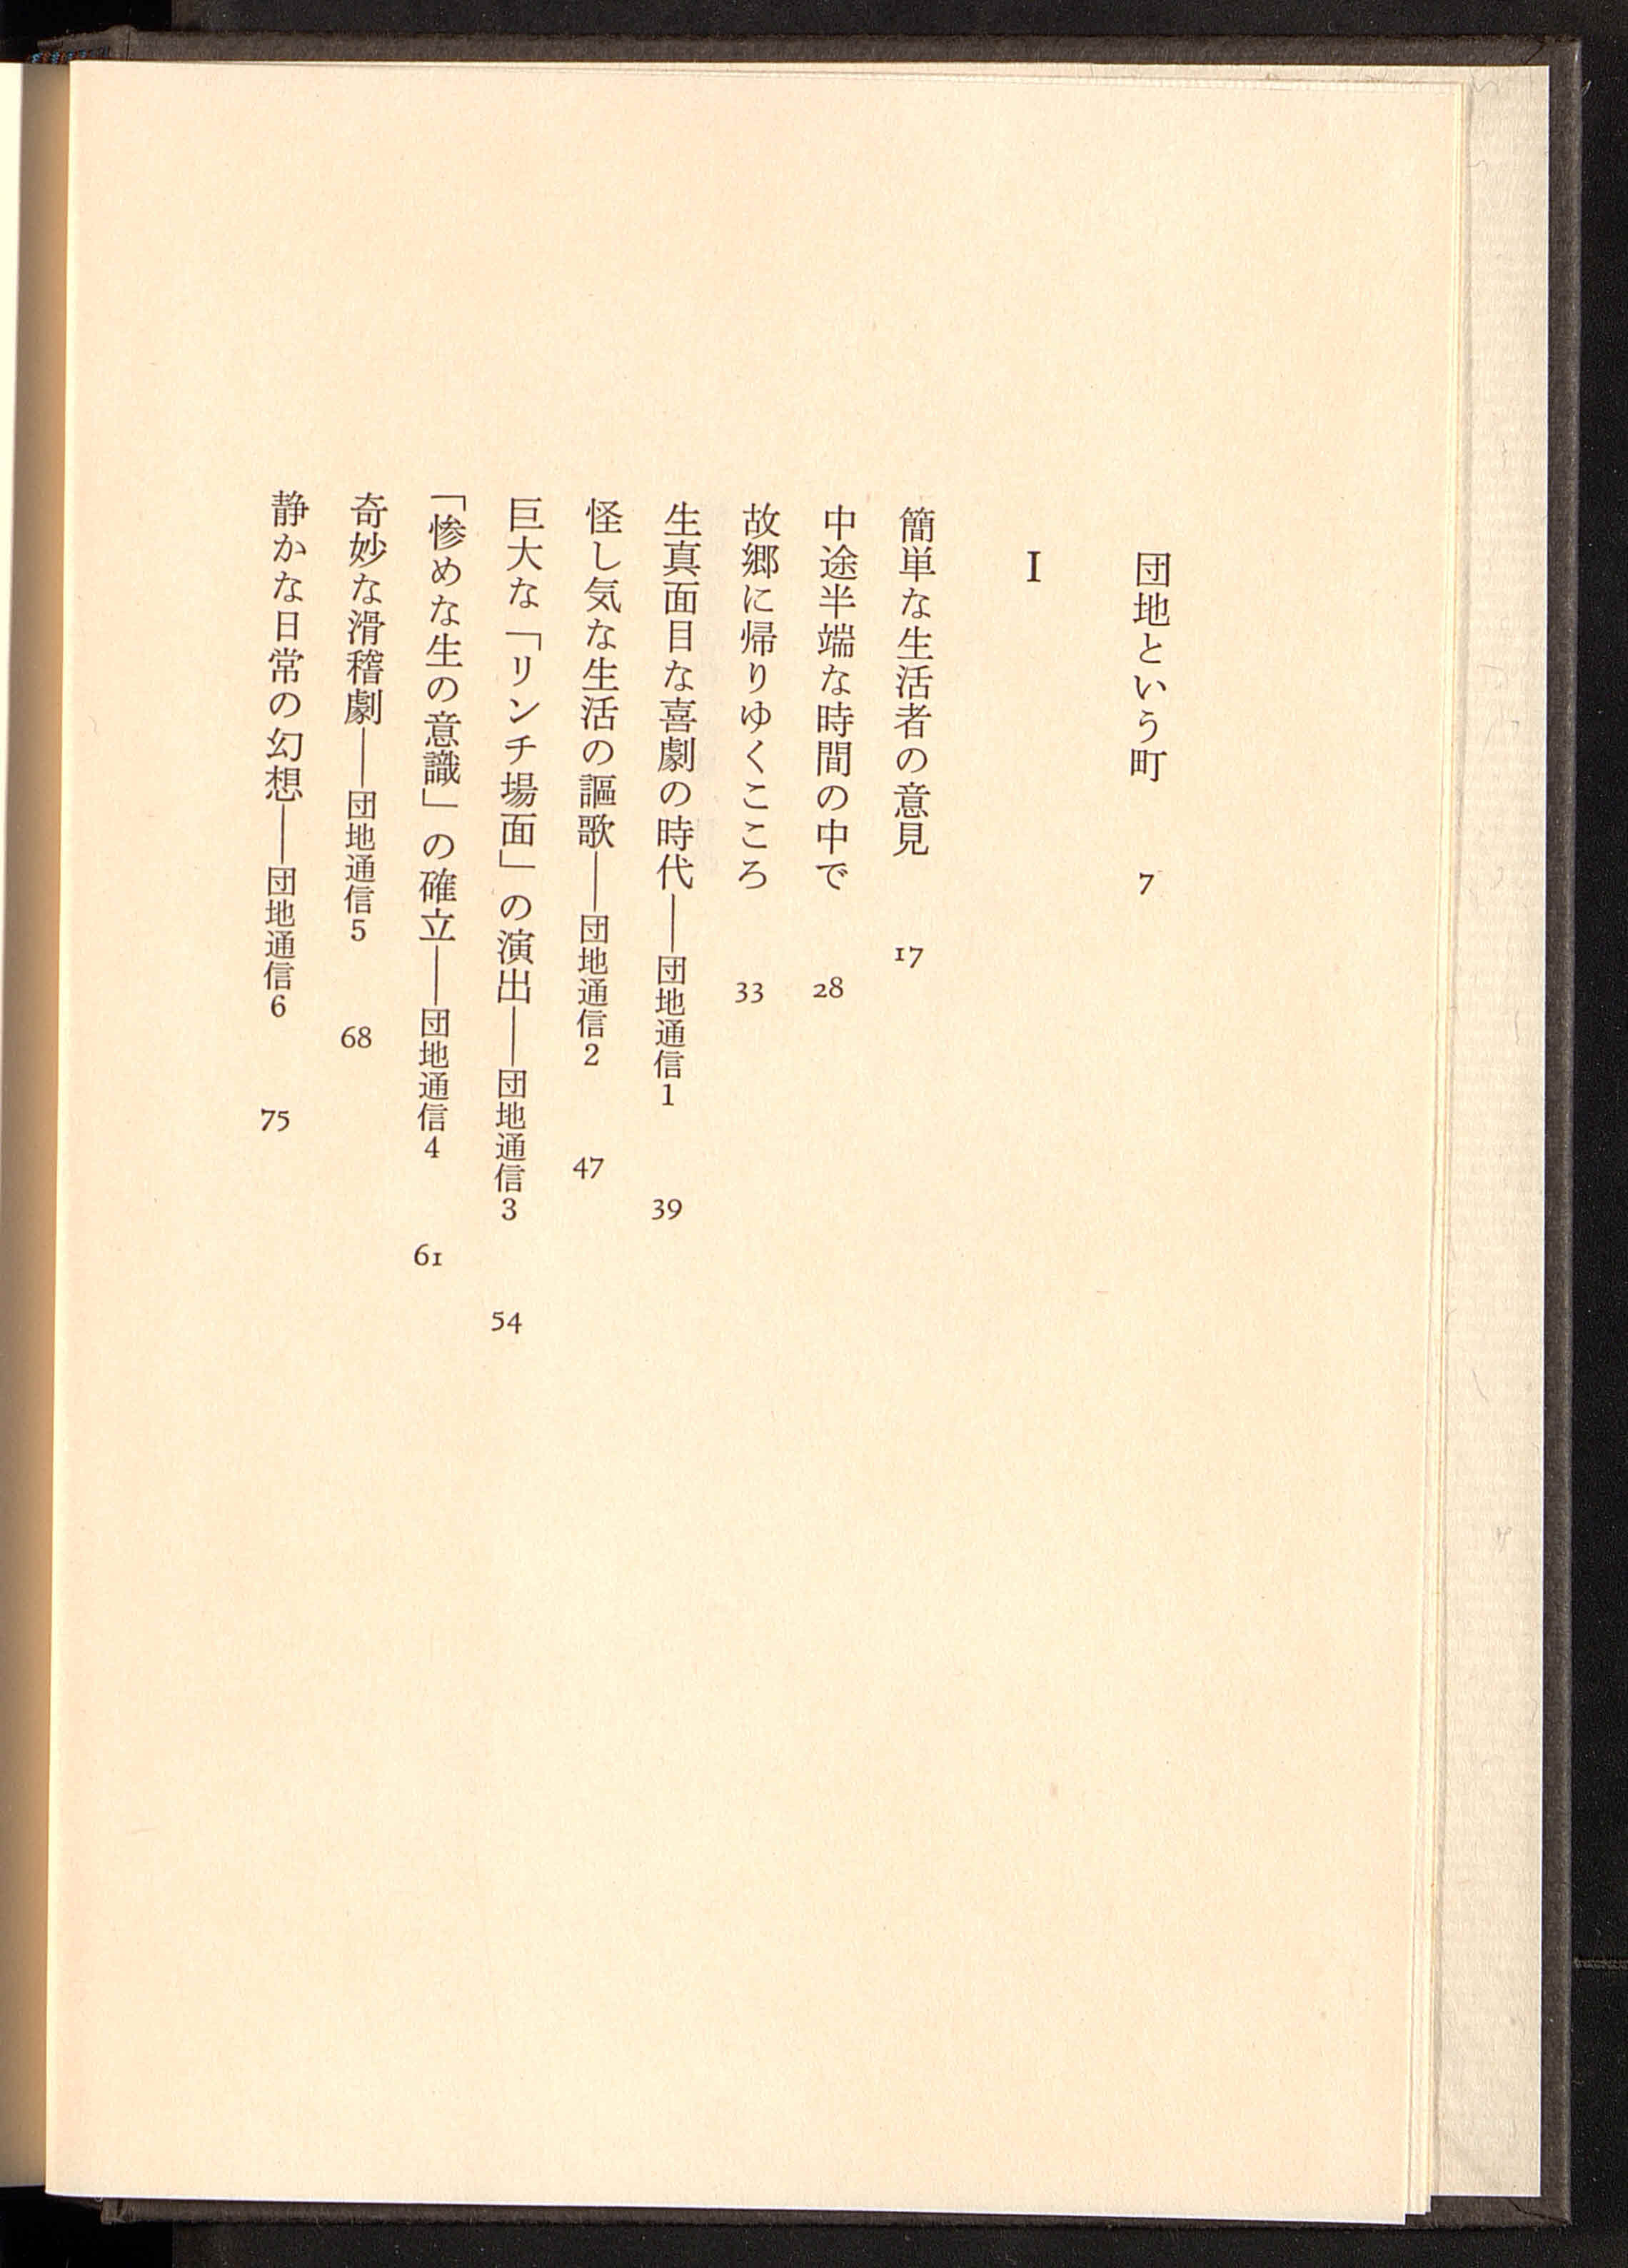 団地という町 7
I
簡単な生活者の意見 17
中途半端な時間の中で 28
故郷に帰りゆくこころ 33
生真面目な喜劇の時代――団地通信1 39
怪し気な生活の謳歌――団地通信2 47
巨大な「リンチ場面」の演出――団地通信3 54
「惨めな生の意識」の確立――団地通信4 61
奇妙な滑稽劇――団地通信5 68
静かな日常の幻想――団地通信6 75